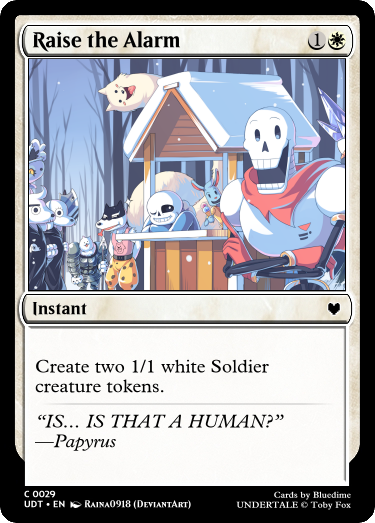 Raise the Alarm 1
Instant
Create two 1/1 white Soldier
creature tokens.
“IS... IS THAT A HUMAN?”
—Papyrus
C 0029
Cards by Bluedime
UDT • EN Raina0918 (DeviantArt)
UNDERTALE © Toby Fox